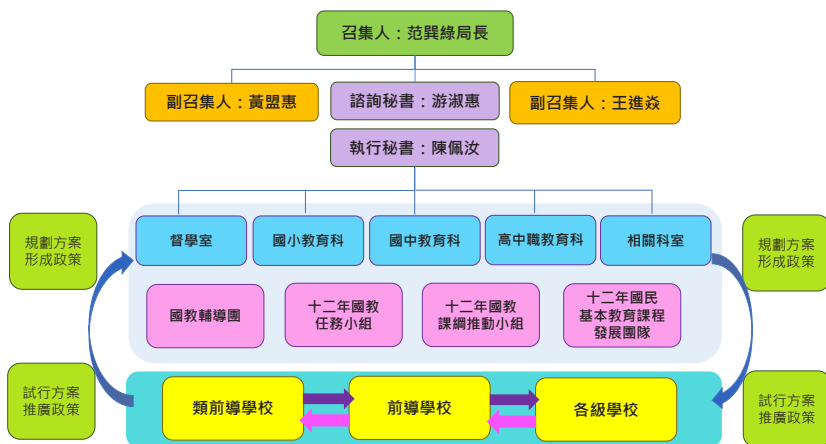 召集人：范巽綠局長
副召集人：黃盟惠
諮詢秘書：游淑惠
副召集人：王進焱
執行秘書：陳佩汝
規劃方案
形成政策
督學室
國小教育科
國中教育科
高中職教育科
相關科室
規劃方案
形成政策
國教輔導團
十二年國教
任務小組
十二年國教
課綱推動小組
十二年國民
基本教育課程
發展團隊
試行方案
推廣政策
類前導學校
前導學校
各級學校
試行方案
推廣政策